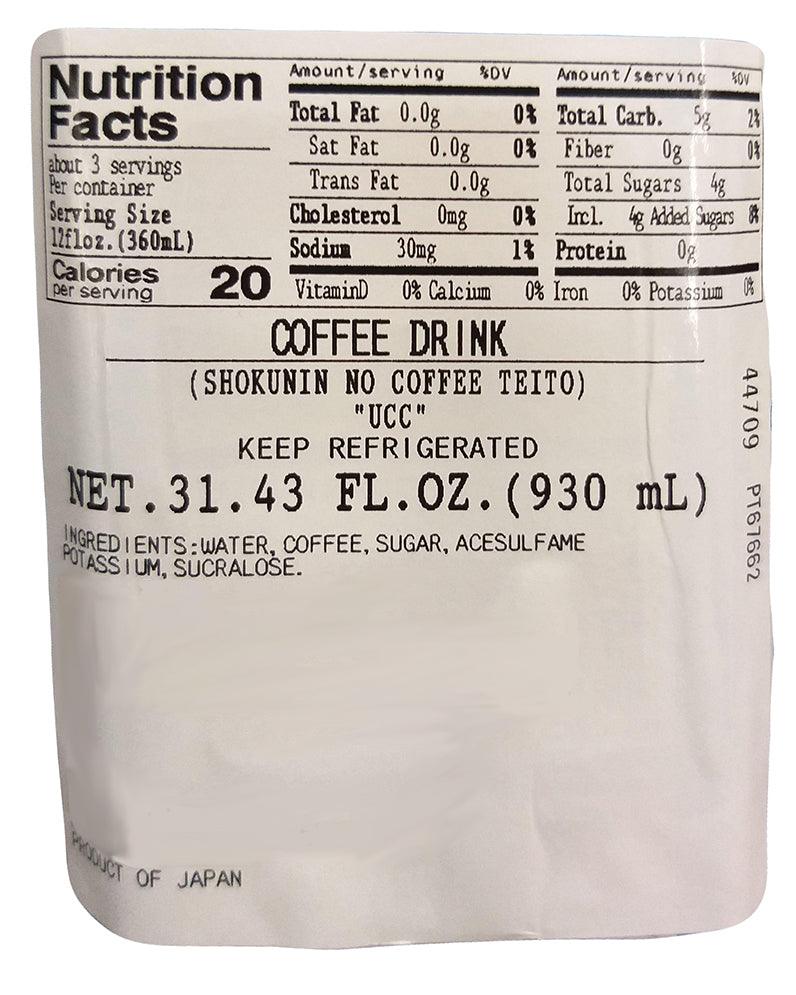 Nutrition
Facts
about 3 servings
Per container
Serving Size
12floz.(360mL)
Calories
per serving
20
Amount/serving %DV
Total Fat 0.0g 0%
Sat Fat 0.0g 0%
Trans Fat 0.0g
Cholesterol 0mg 0%
Sodium 30mg 1%
Amount/serving %DV
Total Carb. 5g 2%
Fiber 0g 0%
Total Sugars 4g
Incl. 4g Added Sugars 8%
Protein 0g
VitaminD 0% Calcium 0% Iron 0% Potassium 0%
COFFEE DRINK
(SHOKUNIN NO COFFEE TEITO)
"UCC"
KEEP REFRIGERATED
NET.31.43 FL.OZ.(930 mL)
INGREDIENTS:WATER, COFFEE, SUGAR, ACESULFAME
POTASSIUM, SUCRALOSE.
44709 PT67662
PRODUCT OF JAPAN